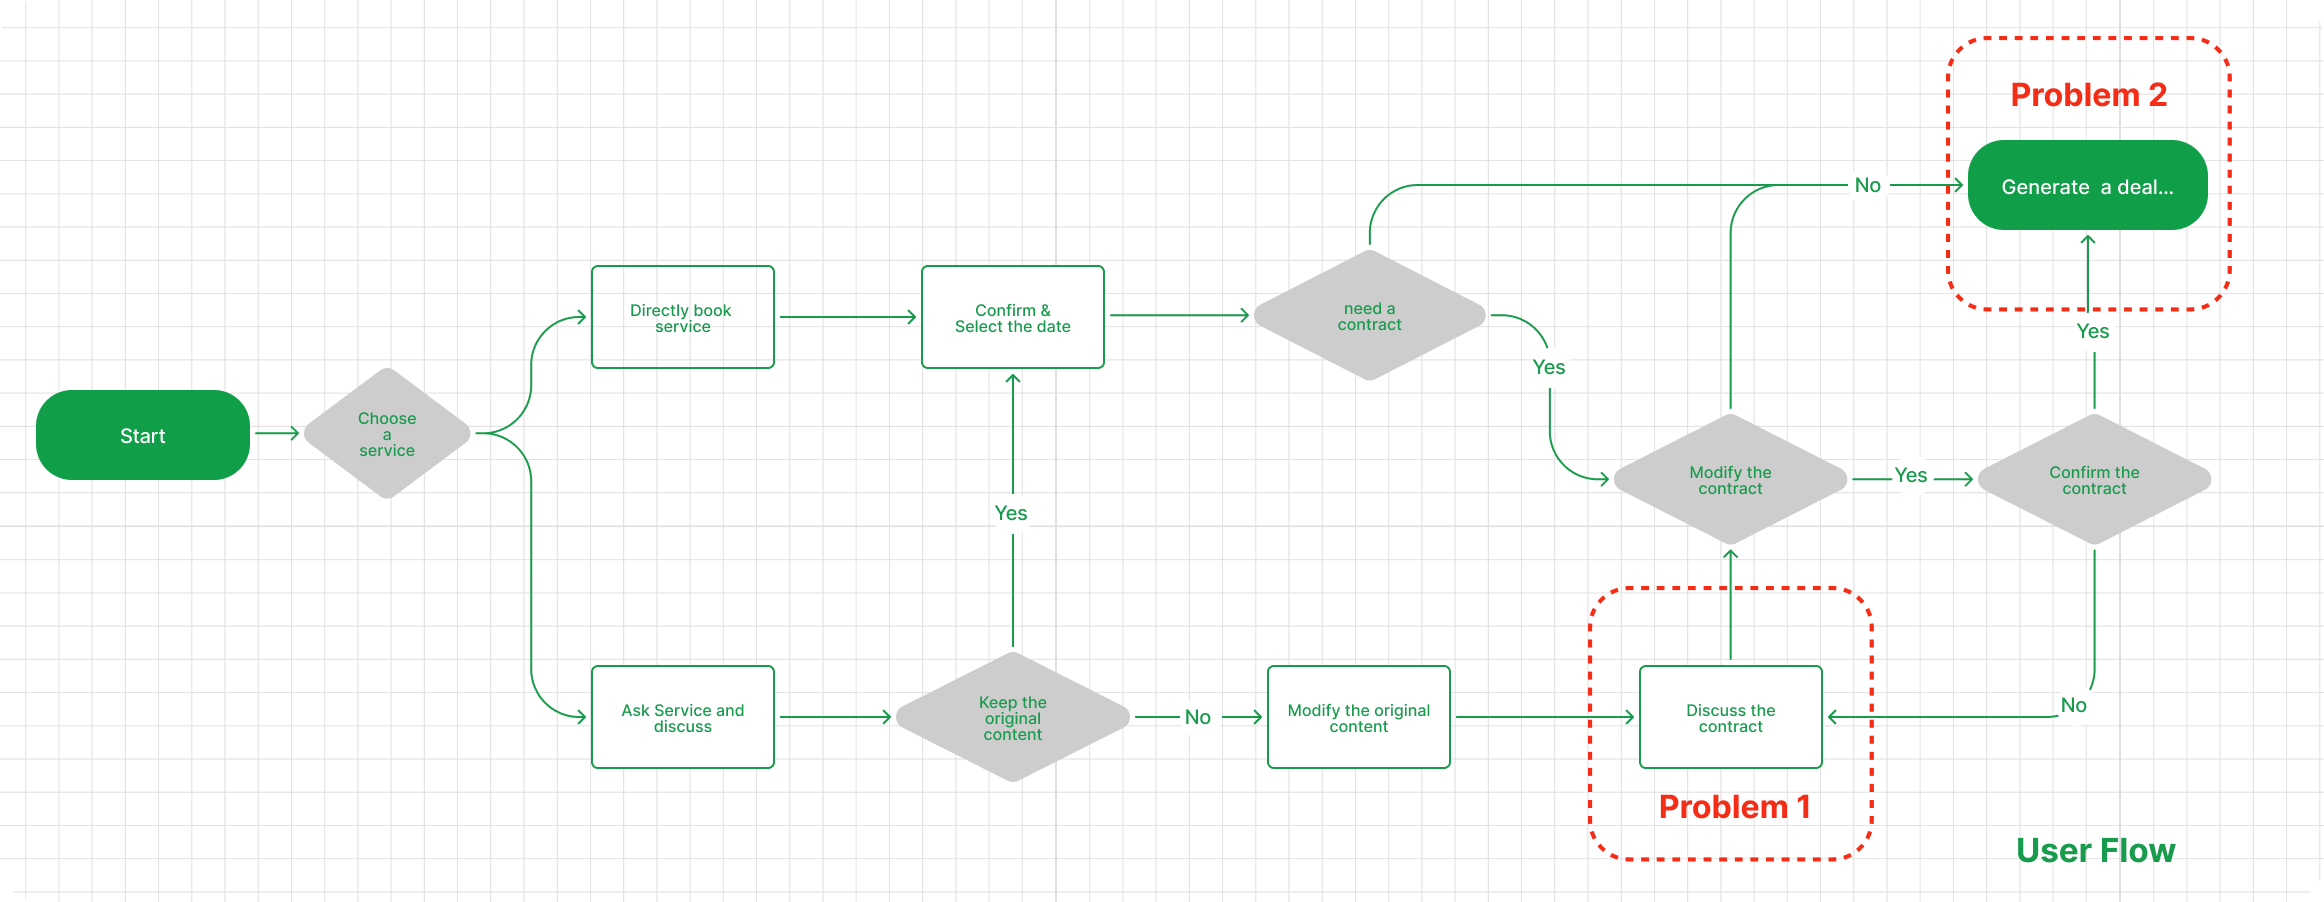 Problem 2
Generate  a deal...
No
Directly book
service
Confirm &
Select the date
need a
contract
Yes
Yes
Start
Choose
a
service
Modify the
contract
Yes
Confirm the
contract
Yes
Ask Service and
discuss
Keep the
original
content
No
Modify the original
content
Discuss the
contract
No
Problem 1
User Flow